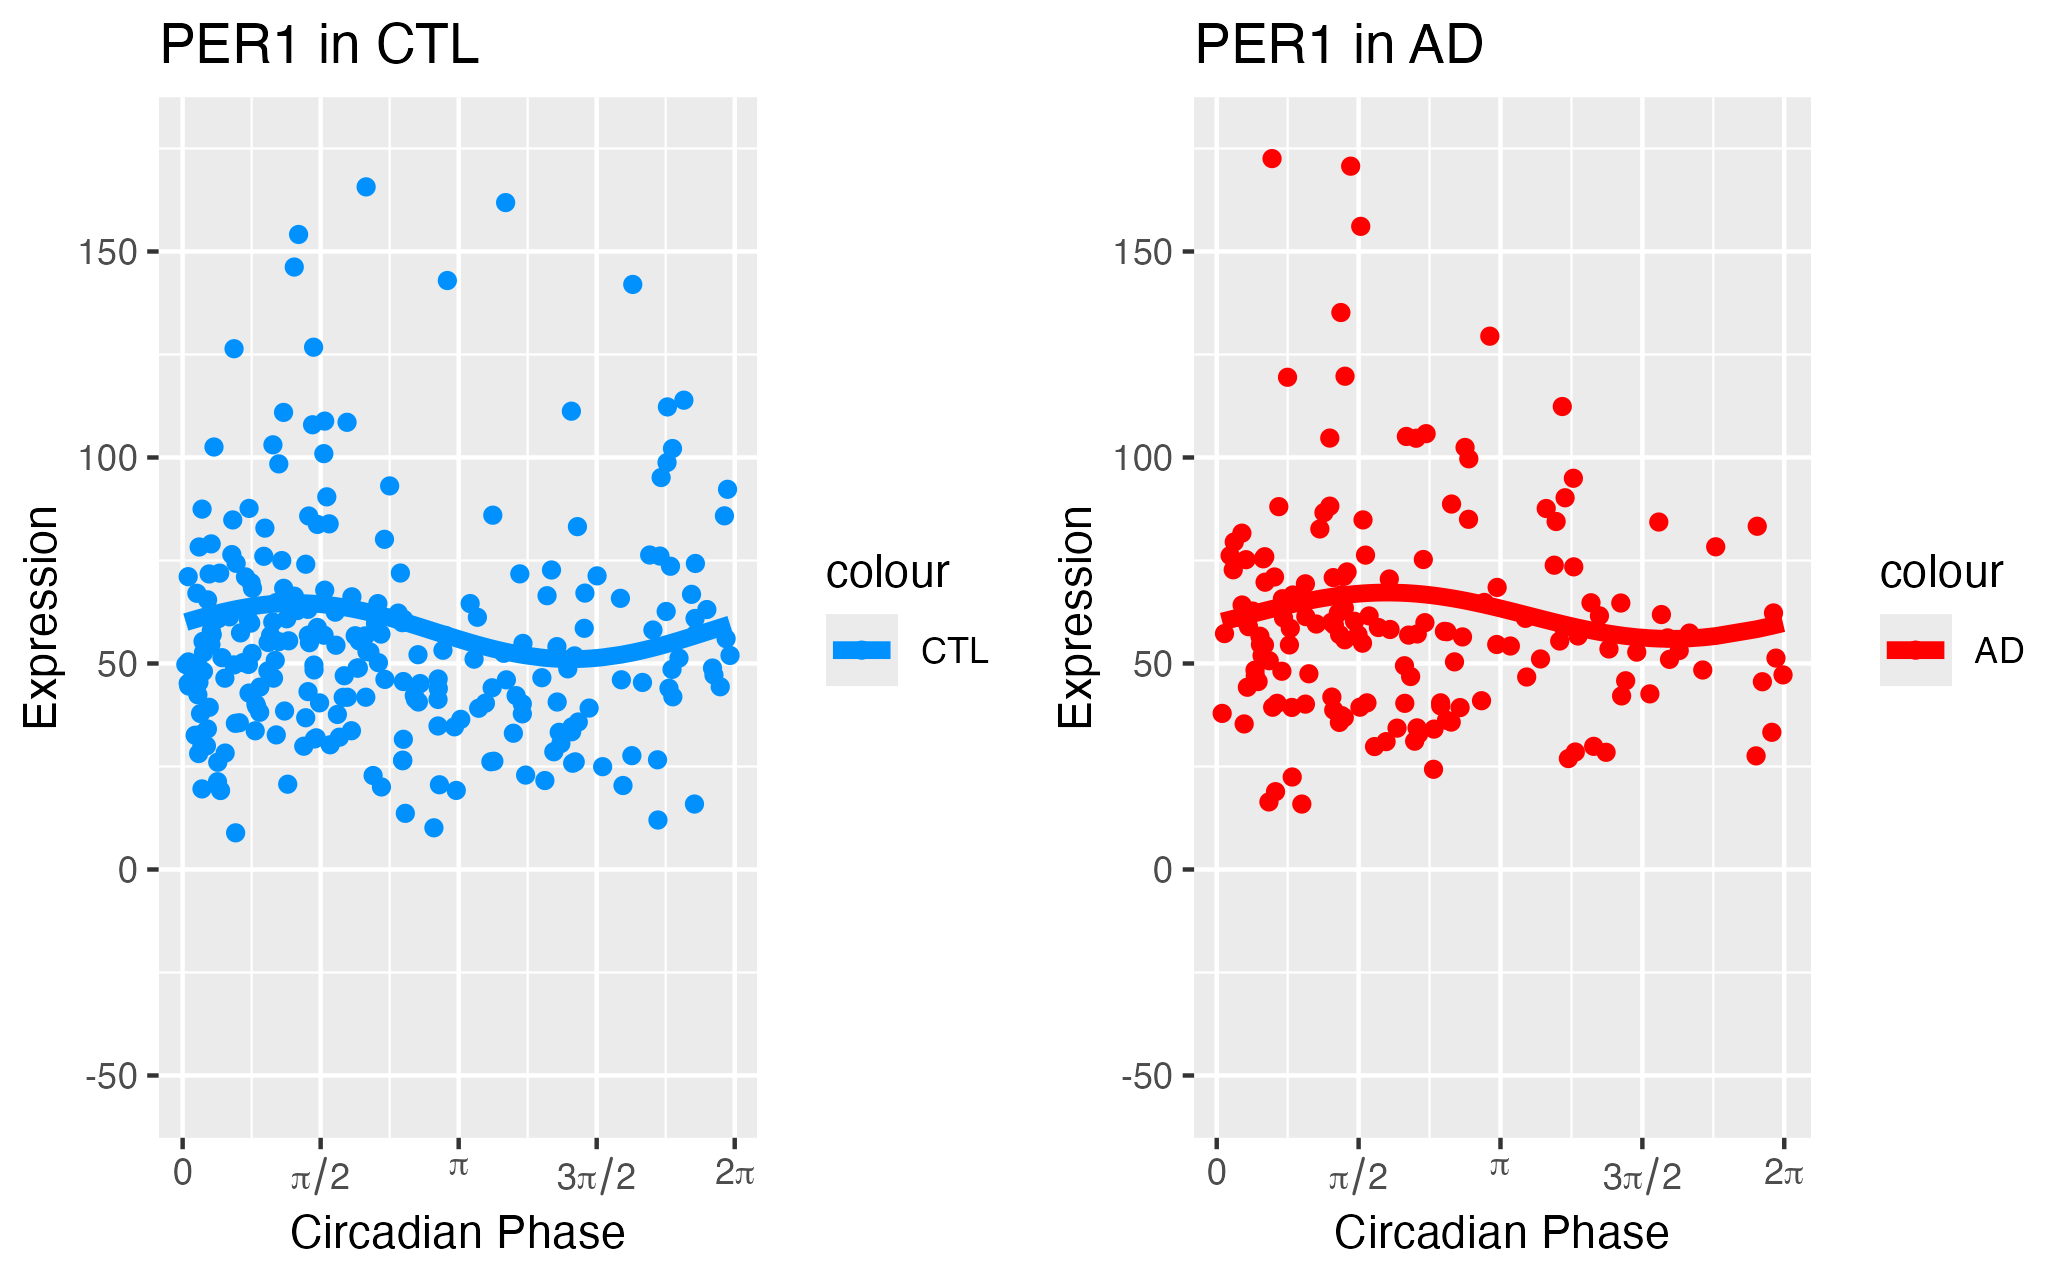 PER1 in CTL
150
100
50
0
-50
Expression
0 π/2 π 3π/2 2π
Circadian Phase
colour
CTL
PER1 in AD
150
100
50
0
-50
Expression
0 π/2 π 3π/2 2π
Circadian Phase
colour
AD